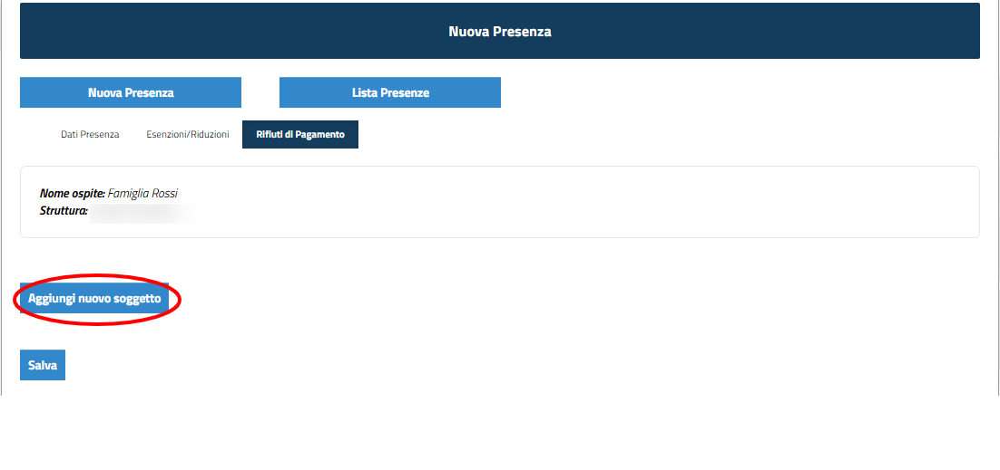 Nuova Presenza
Nuova Presenza Lista Presenze
Dati Presenza Esenzioni/Riduzioni Rifiuti di Pagamento
Nome ospite: Famiglia Rossi
Struttura:
Aggiungi nuovo soggetto
Salva